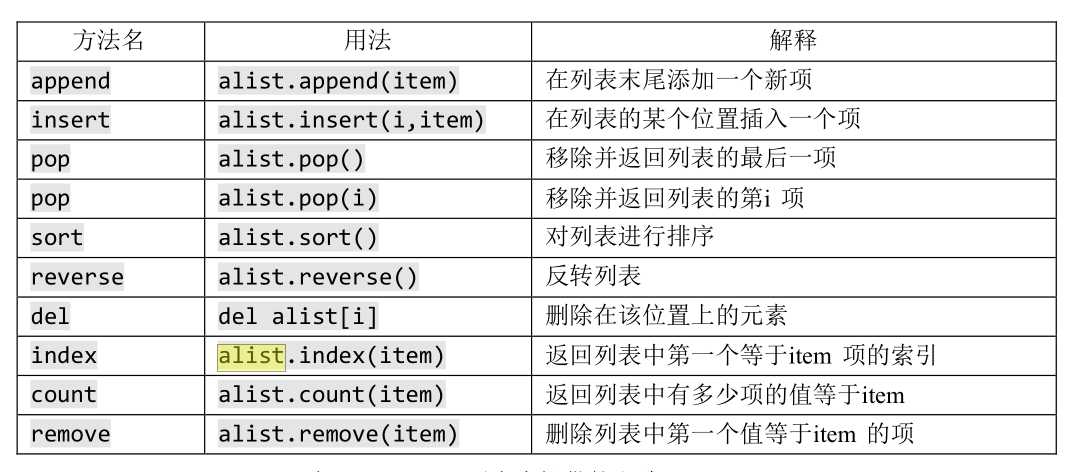 方法名 用法 解释
append alist.append(item) 在列表末尾添加一个新项
insert alist.insert(i,item) 在列表的某个位置插入一个项
pop alist.pop() 移除并返回列表的最后一项
pop alist.pop(i) 移除并返回列表的第i 项
sort alist.sort() 对列表进行排序
reverse alist.reverse() 反转列表
del del alist[i] 删除在该位置上的元素
index alist.index(item) 返回列表中第一个等于item 项的索引
count alist.count(item) 返回列表中有多少项的值等于item
remove alist.remove(item) 删除列表中第一个值等于item 的项